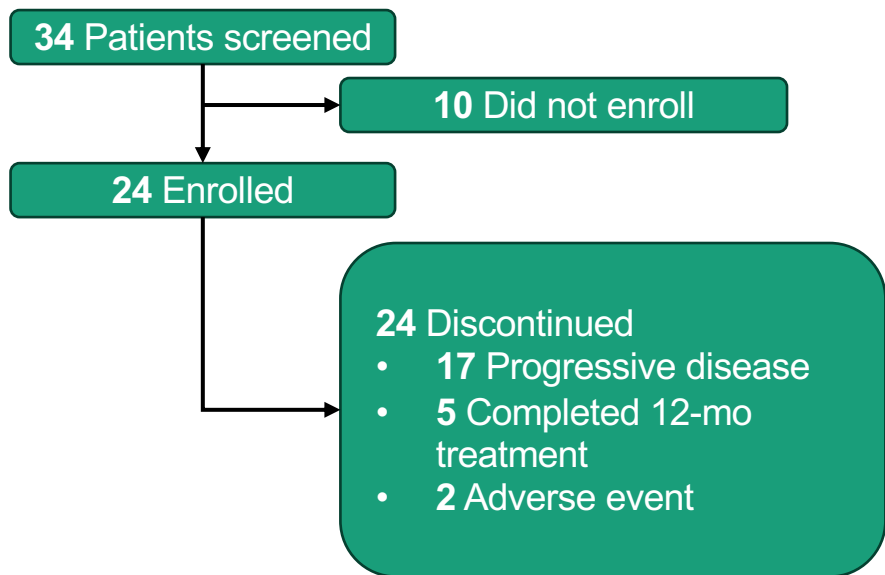 34 Patients screened
10 Did not enroll
24 Enrolled
24 Discontinued
• 17 Progressive disease
• 5 Completed 12-mo
treatment
• 2 Adverse event